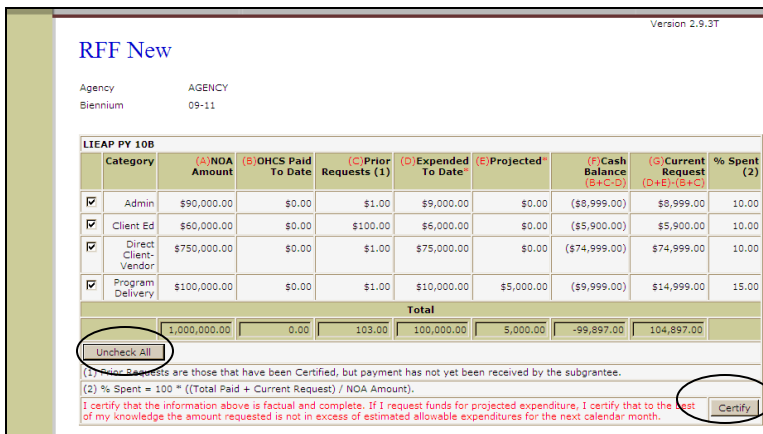 Version 2.9.3T
RFF New
Agency AGENCY
Biennium 09-11
LIEAP PY 10B
Category (A)NOA Amount (B)OHCS Paid To Date (C)Prior Requests (1) (D)Expended To Date* (E)Projected* (F)Cash Balance (B+C-D) (G)Current Request (D+E)-(B+C) % Spent (2)
Admin $90,000.00 $0.00 $1.00 $9,000.00 $0.00 ($8,999.00) $8,999.00 10.00
Client Ed $60,000.00 $0.00 $100.00 $6,000.00 $0.00 ($5,900.00) $5,900.00 10.00
Direct Client-Vendor $750,000.00 $0.00 $1.00 $75,000.00 $0.00 ($74,999.00) $74,999.00 10.00
Program Delivery $100,000.00 $0.00 $1.00 $10,000.00 $5,000.00 ($9,999.00) $14,999.00 15.00
Total
1,000,000.00 0.00 103.00 100,000.00 5,000.00 -99,897.00 104,897.00
Uncheck All
(1) Prior Requests are those that have been Certified, but payment has not yet been received by the subgrantee.
(2) % Spent = 100 * ((Total Paid + Current Request) / NOA Amount).
I certify that the information above is factual and complete. If I request funds for projected expenditure, I certify that to the best
of my knowledge the amount requested is not in excess of estimated allowable expenditures for the next calendar month.
Certify